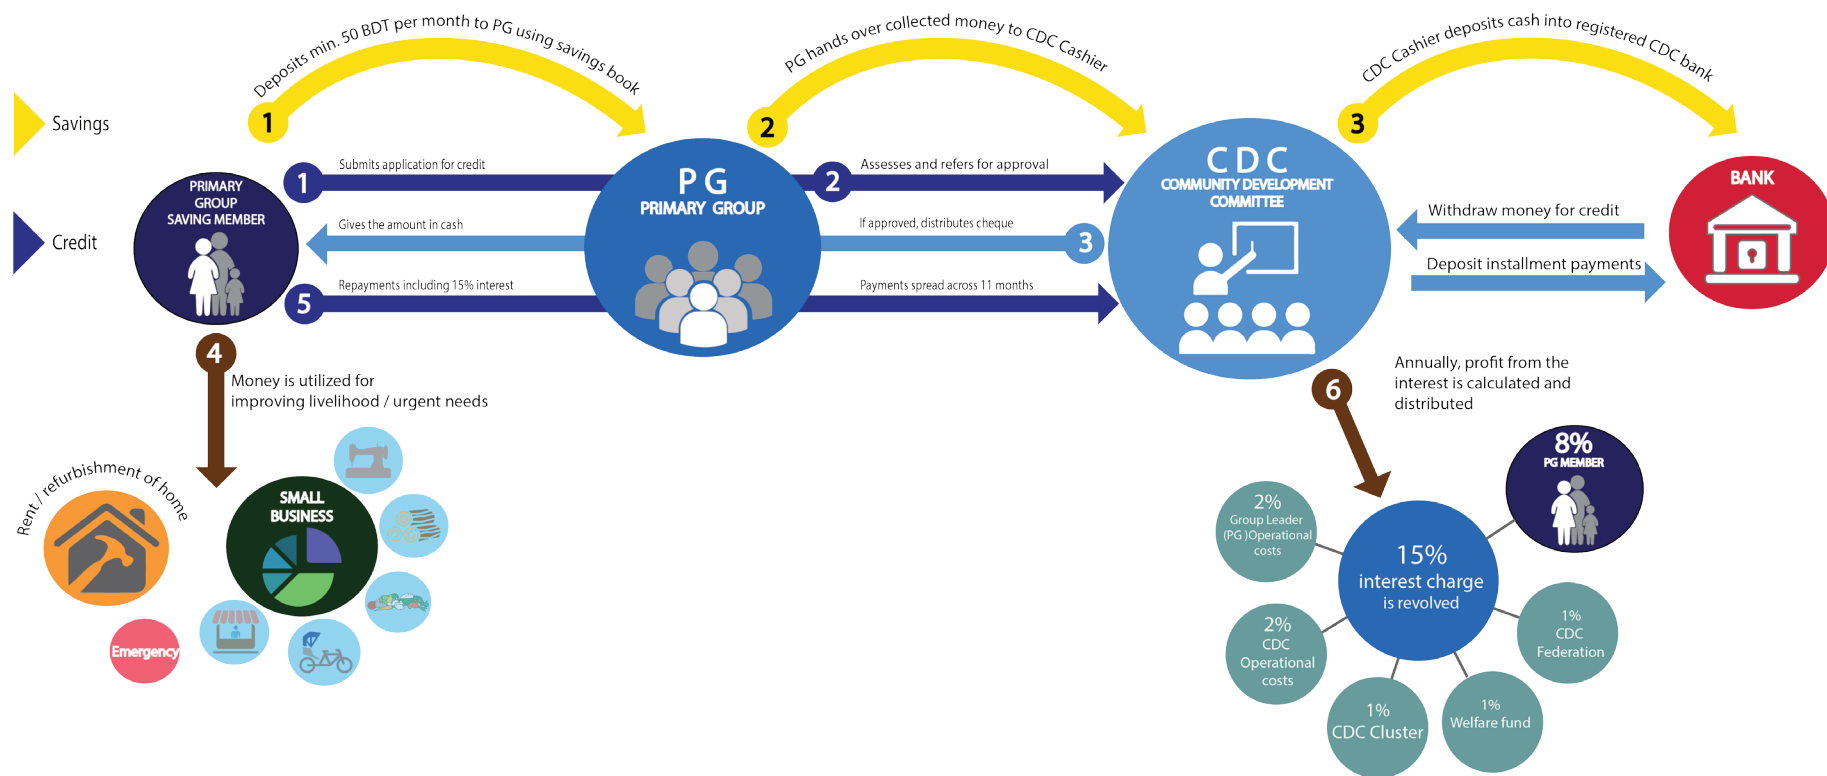 Deposits min. 50 BDT per month to PG using savings book
PG hands over collected money to CDC Cashier
CDC Cashier deposits cash into registered CDC bank
Savings
1
2
3
Credit
PRIMARY
GROUP
SAVING MEMBER
1
Submits application for credit
Gives the amount in cash
5
Repayments including 15% interest
PG
PRIMARY GROUP
2
Assesses and refers for approval
If approved, distributes cheque
3
Payments spread across 11 months
CDC
COMMUNITY DEVELOPMENT
COMMITTEE
Withdraw money for credit
Deposit installment payments
BANK
4
Money is utilized for
improving livelihood / urgent needs
Rent / refurbishment of home
SMALL
BUSINESS
Emergency
6
Annually, profit from the
interest is calculated and
distributed
8%
PG MEMBER
2%
Group Leader
(PG )Operational
costs
15%
interest charge
is revolved
2%
CDC
Operational
costs
1%
CDC
Federation
1%
CDC Cluster
1%
Welfare fund